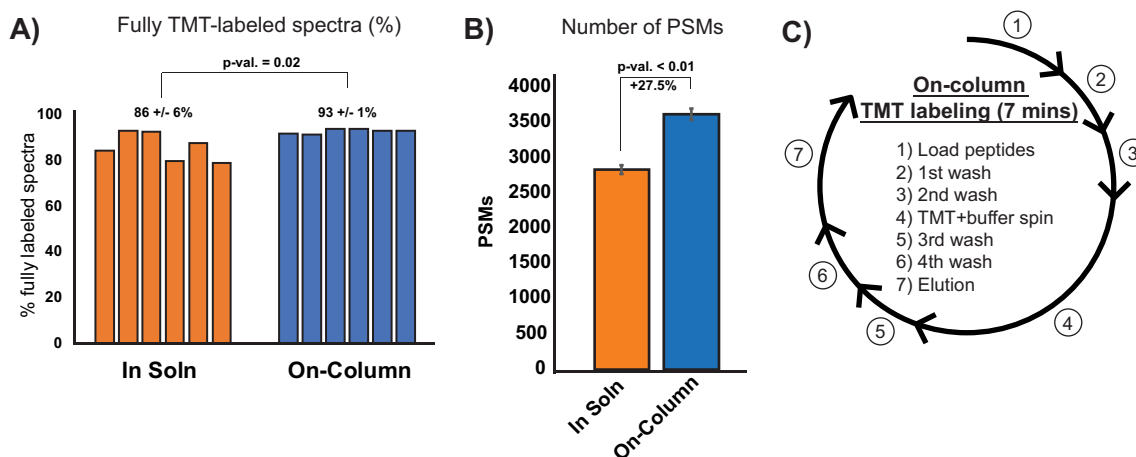 A)
Fully TMT-labeled spectra (%)
p-val. = 0.02
86 +/- 6%
93 +/- 1%
100
80
60
40
20
0
% fully labeled spectra
In Soln
On-Column
B)
Number of PSMs
p-val. < 0.01
+27.5%
4000
3500
3000
2500
2000
1500
1000
500
0
PSMs
In Soln
On-Column
C)
On-column
TMT labeling (7 mins)
1) Load peptides
2) 1st wash
3) 2nd wash
4) TMT+buffer spin
5) 3rd wash
6) 4th wash
7) Elution
1
2
3
4
5
6
7